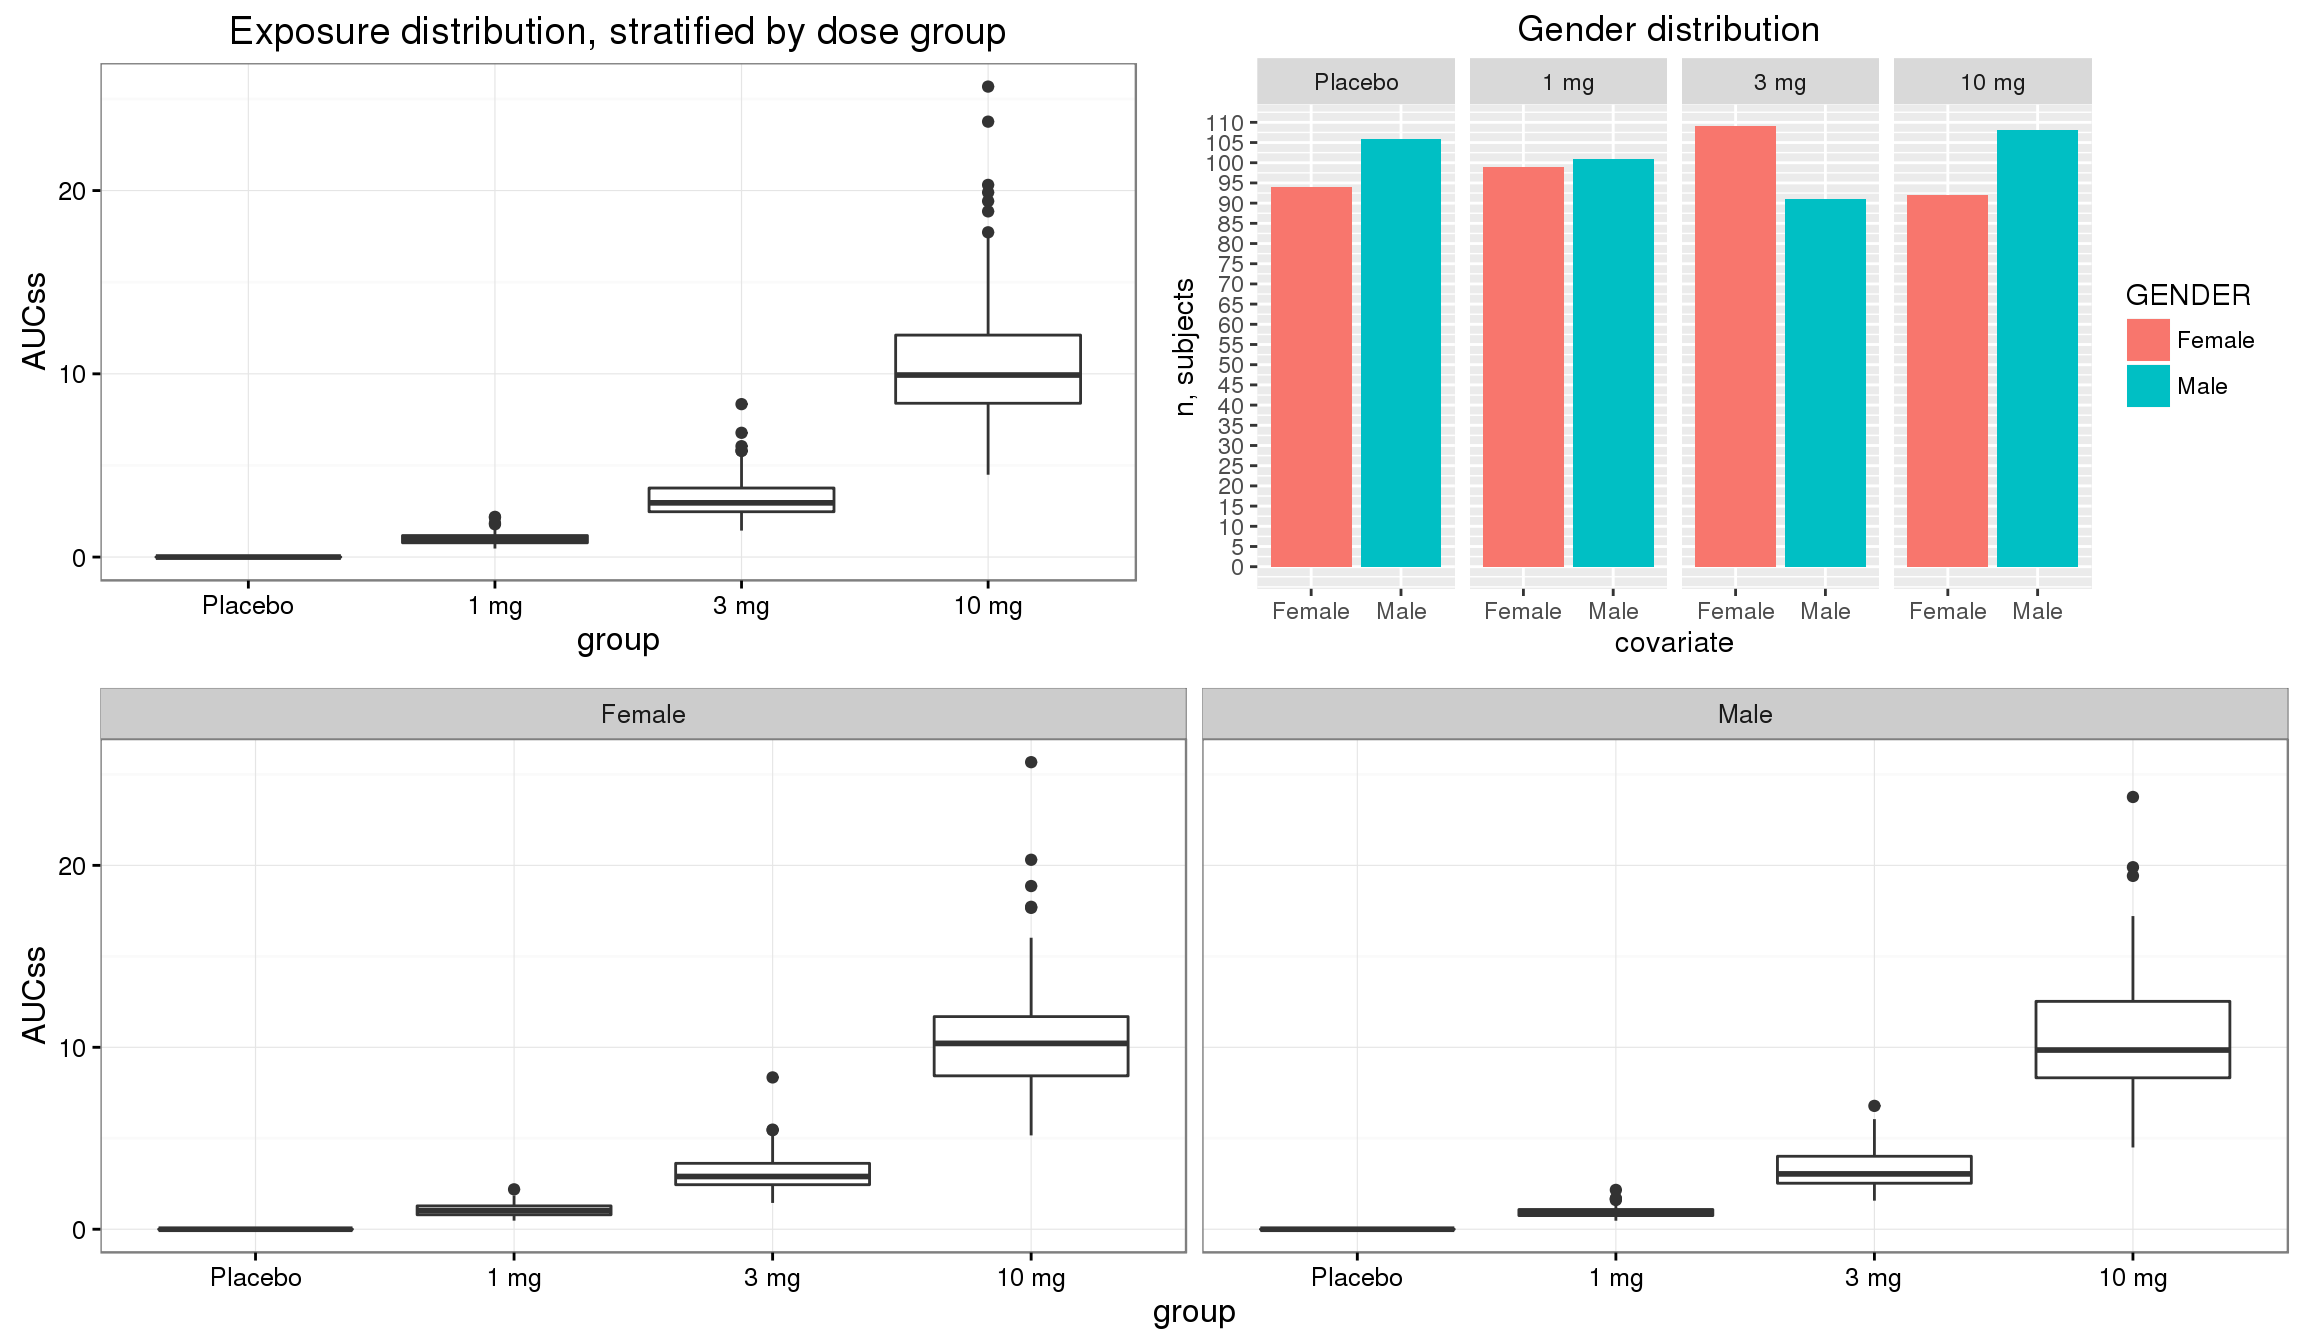 Exposure distribution, stratified by dose group
AUCss
20
10
0
Placebo 1 mg 3 mg 10 mg
group
Gender distribution
Placebo 1 mg 3 mg 10 mg
n, subjects
110
105
100
95
90
85
80
75
70
65
60
55
50
45
40
35
30
25
20
15
10
5
0
Female Male Female Male Female Male Female Male
covariate
GENDER
Female
Male
Female Male
AUCss
20
10
0
Placebo 1 mg 3 mg 10 mg Placebo 1 mg 3 mg 10 mg
group